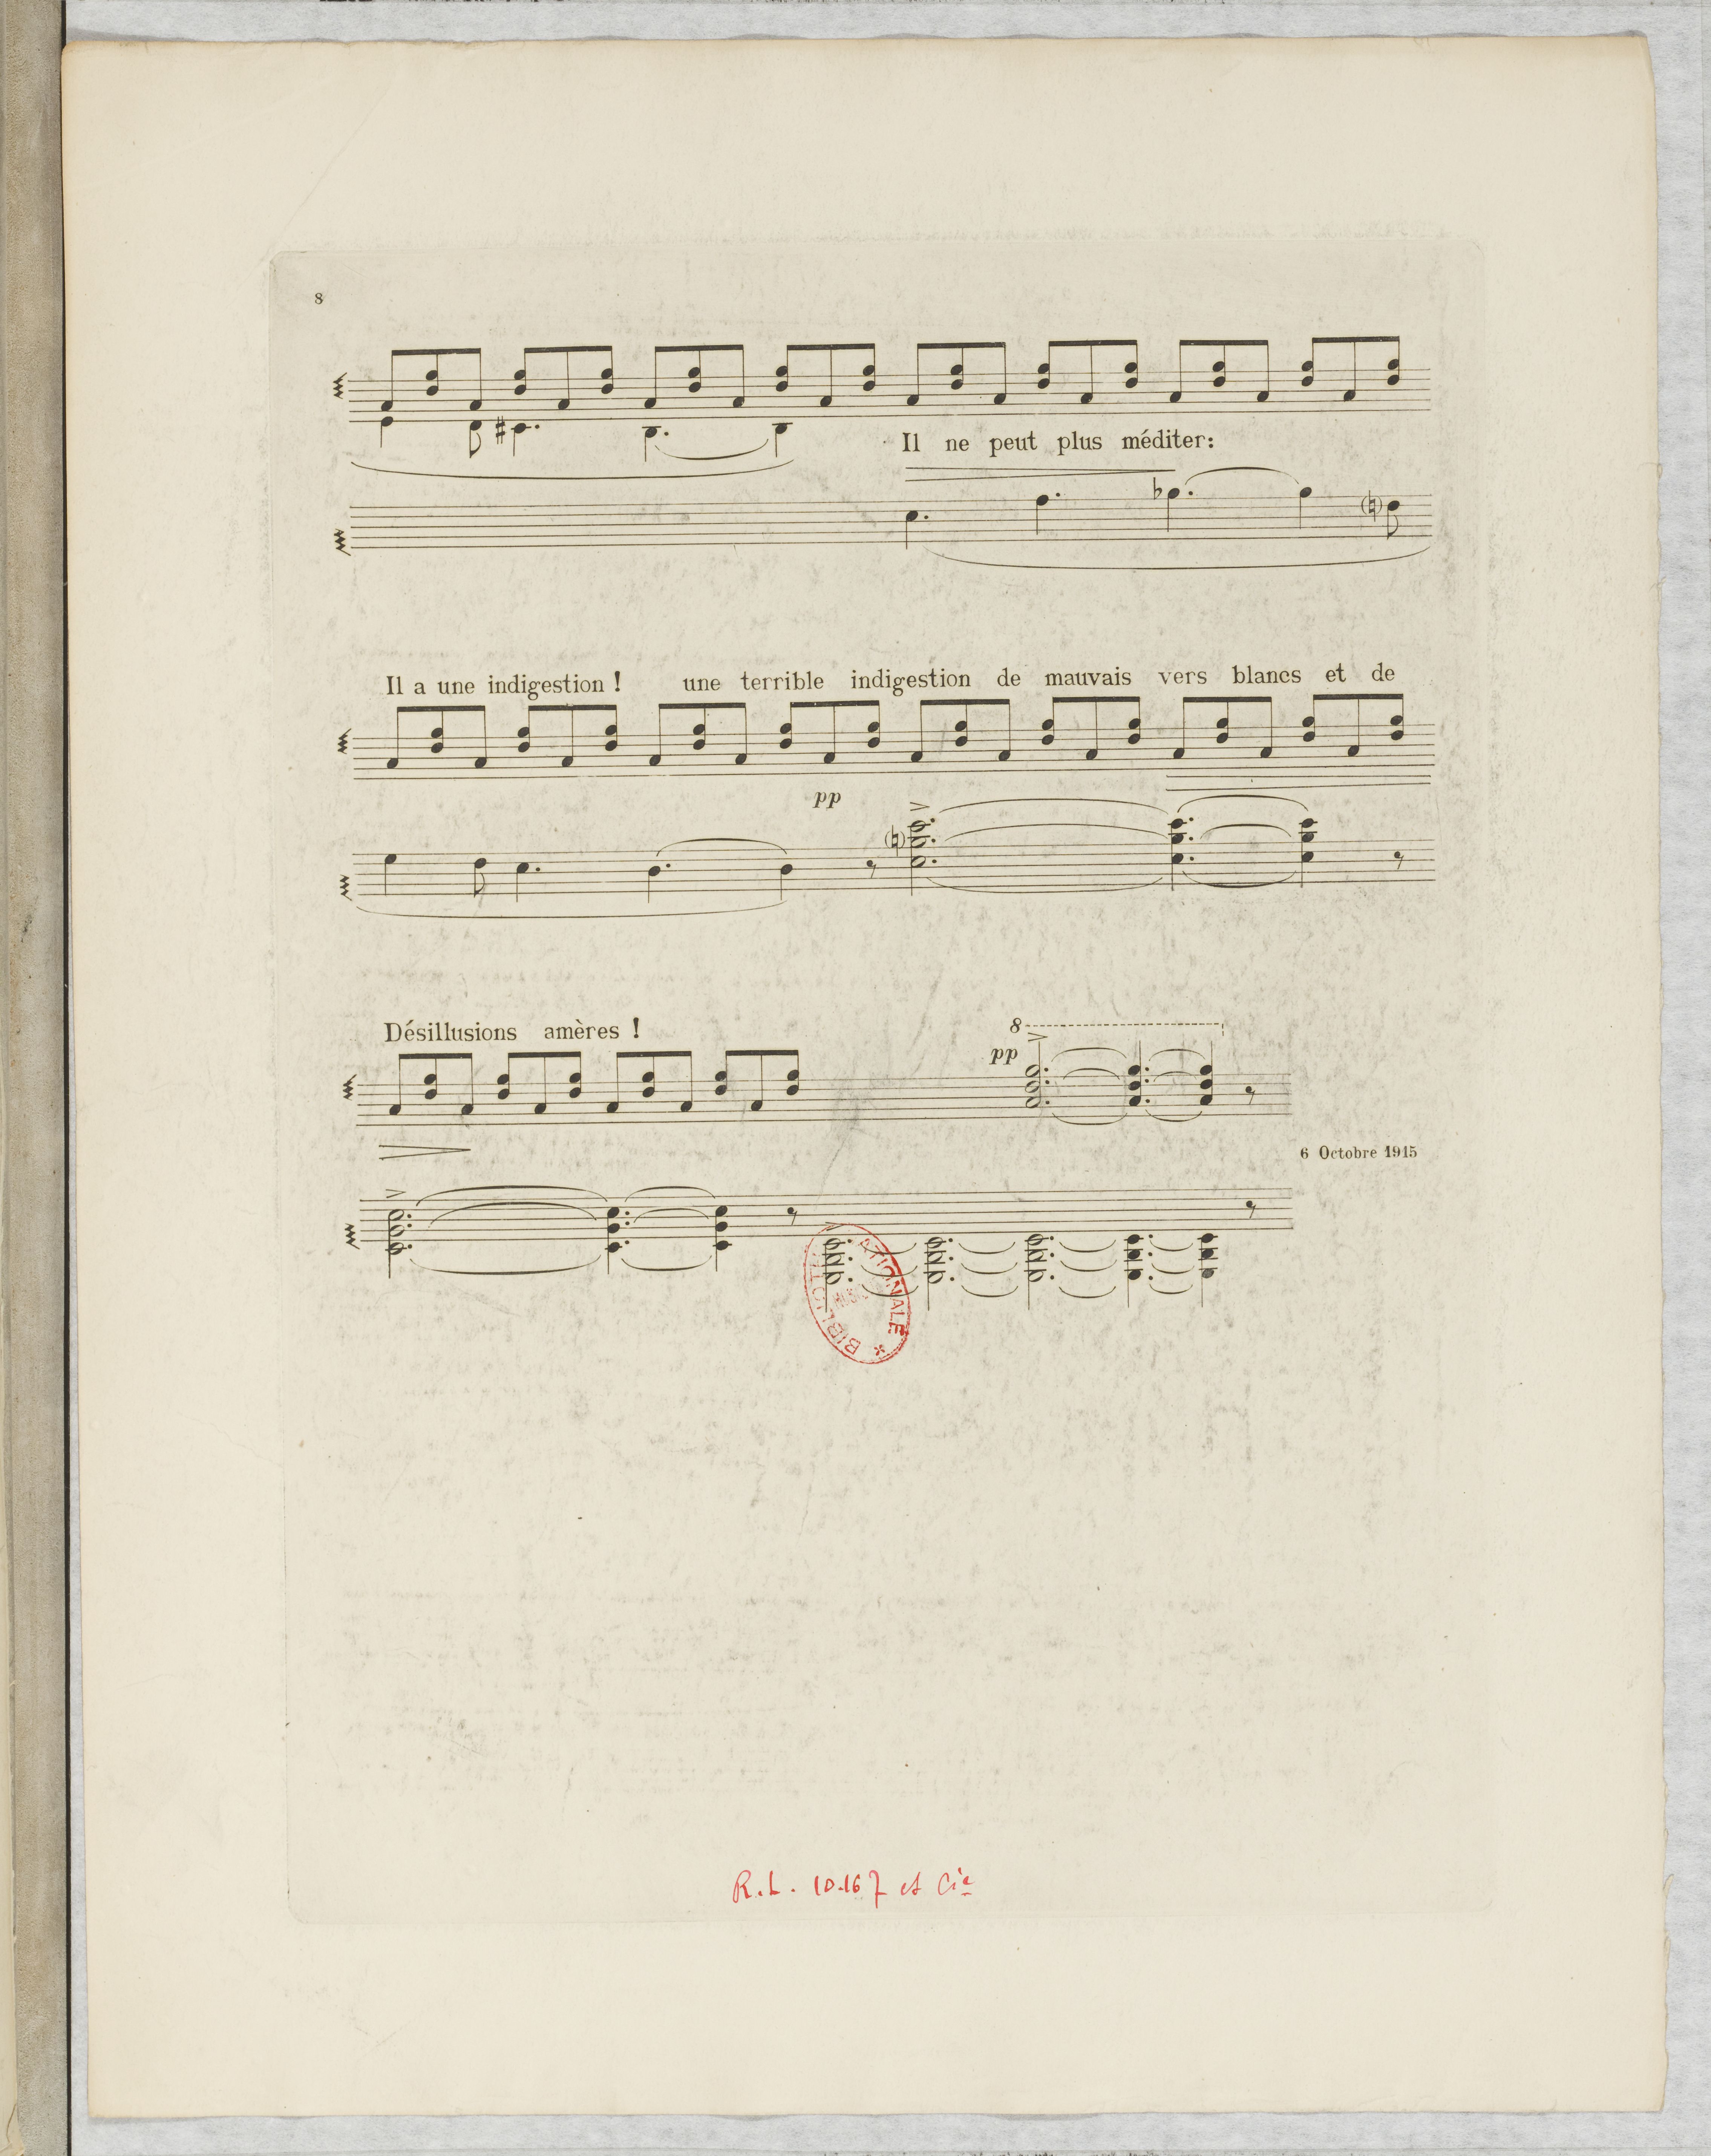 8
Il ne peut plus méditer:
Il a une indigestion ! une terrible indigestion de mauvais vers blancs et de
pp
Désillusions amères !
8
pp
6 Octobre 1915
BIBLIOT NATIONALE *
R.L. 10.167 et Cie